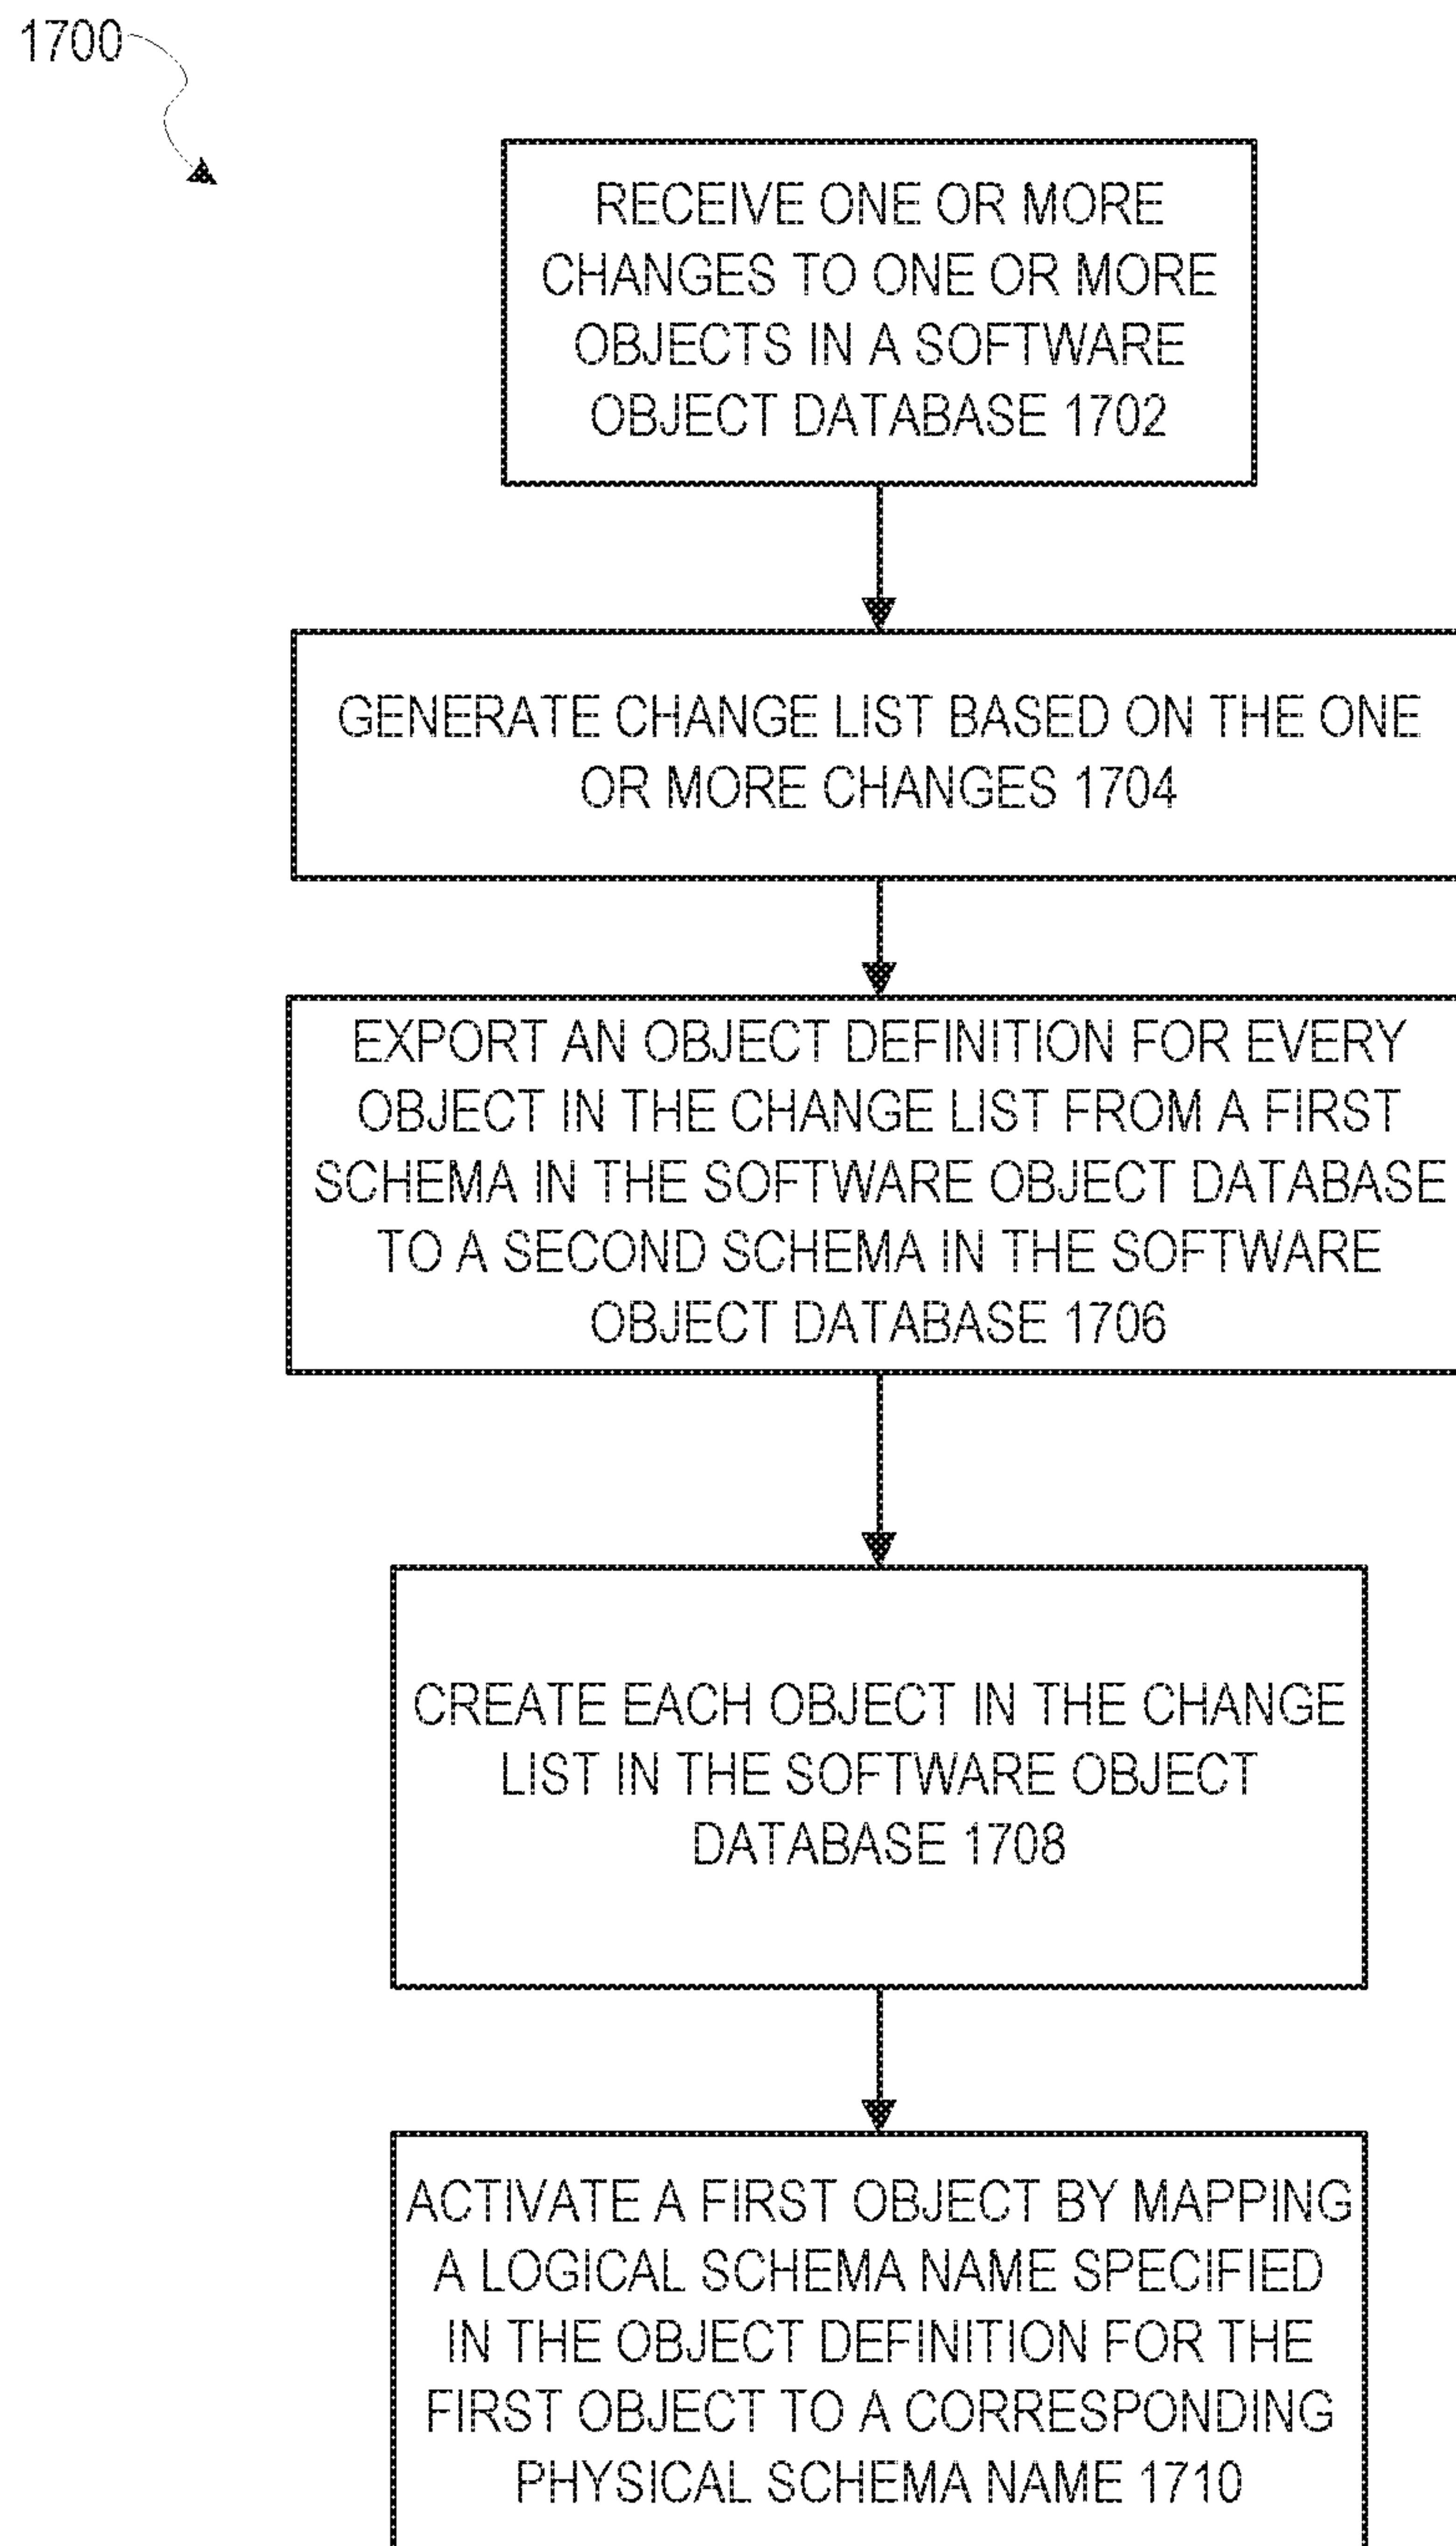 1700
RECEIVE ONE OR MORE
CHANGES TO ONE OR MORE
OBJECTS IN A SOFTWARE
OBJECT DATABASE 1702
GENERATE CHANGE LIST BASED ON THE ONE
OR MORE CHANGES 1704
EXPORT AN OBJECT DEFINITION FOR EVERY
OBJECT IN THE CHANGE LIST FROM A FIRST
SCHEMA IN THE SOFTWARE OBJECT DATABASE
TO A SECOND SCHEMA IN THE SOFTWARE
OBJECT DATABASE 1706
CREATE EACH OBJECT IN THE CHANGE
LIST IN THE SOFTWARE OBJECT
DATABASE 1708
ACTIVATE A FIRST OBJECT BY MAPPING
A LOGICAL SCHEMA NAME SPECIFIED
IN THE OBJECT DEFINITION FOR THE
FIRST OBJECT TO A CORRESPONDING
PHYSICAL SCHEMA NAME 1710